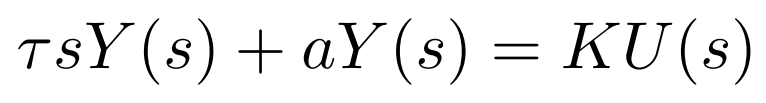 τsY(s) + aY(s) = KU(s)